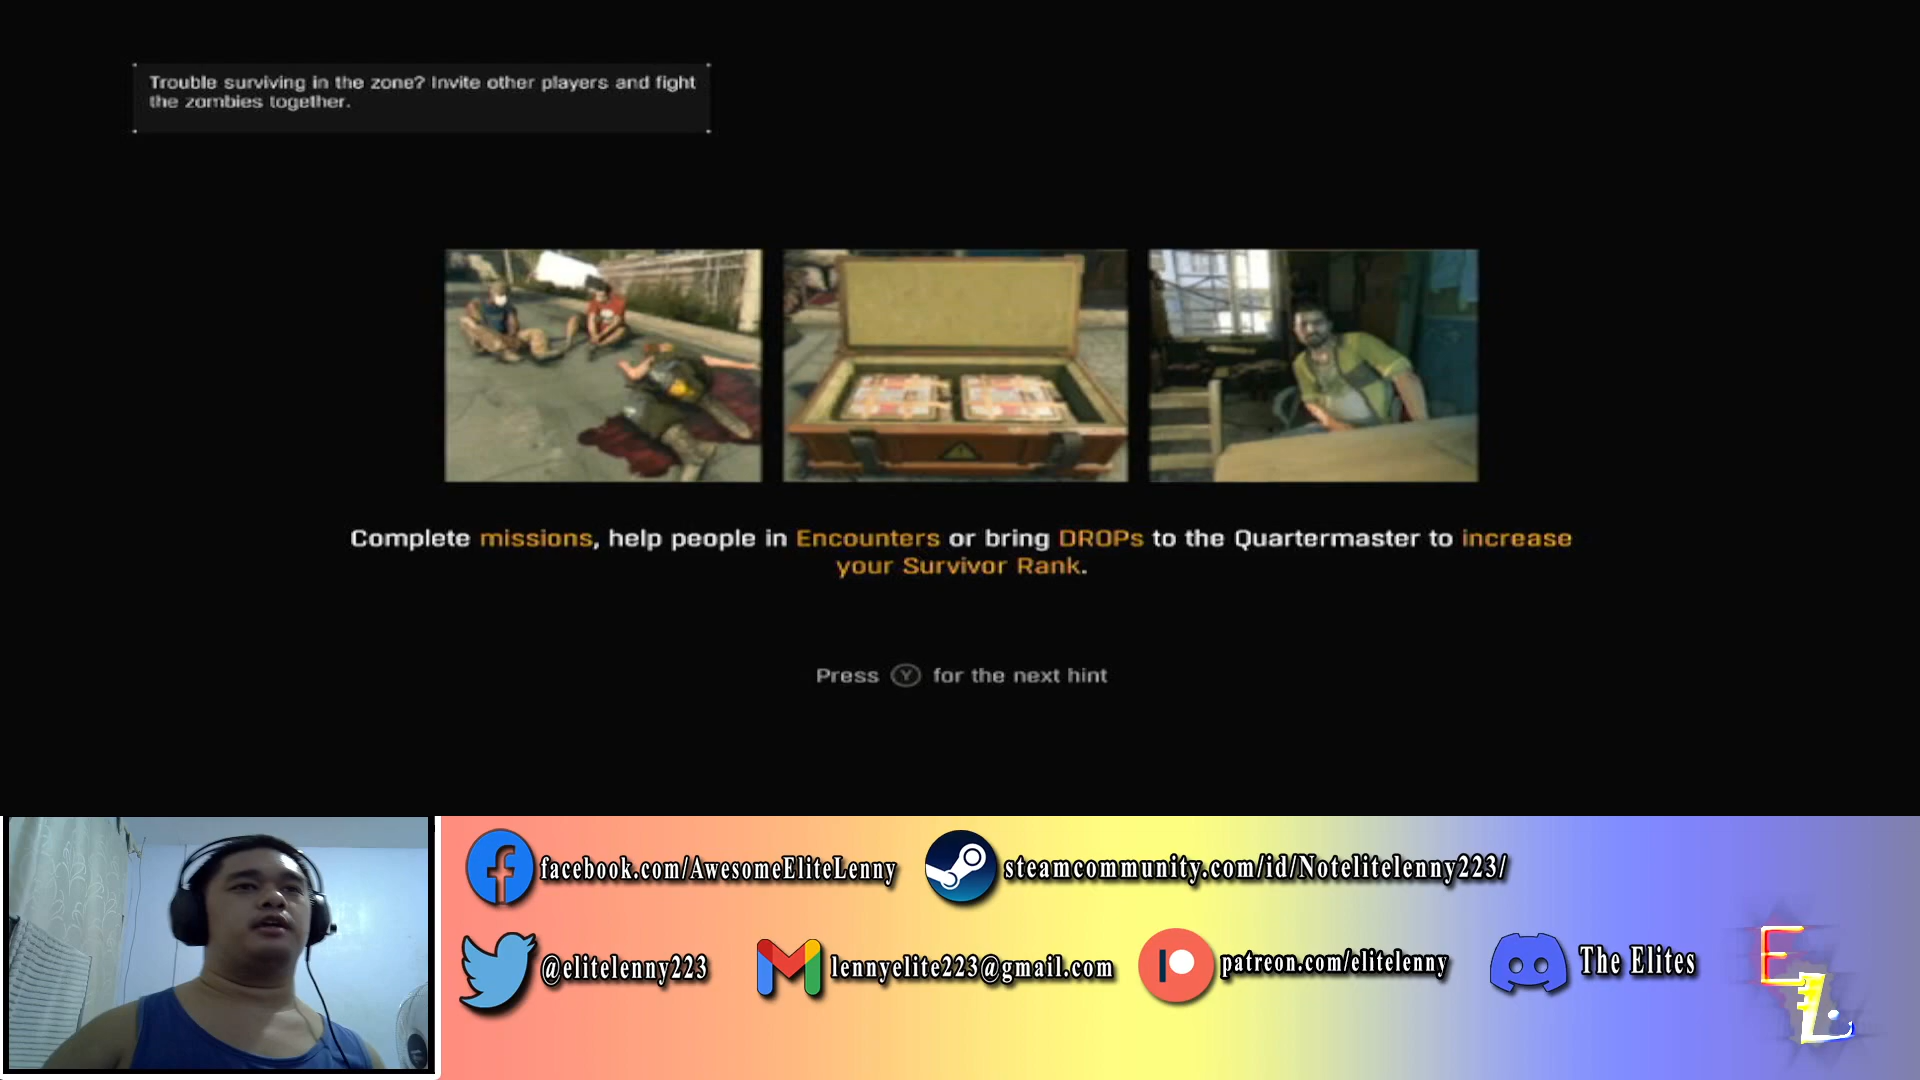 Trouble surviving in the zone? Invite other players and fight
the zombies together.
Complete missions, help people in Encounters or bring DROPs to the Quartermaster to increase
your Survivor Rank.
Press Y for the next hint
facebook.com/AwesomeEliteLenny
steamcommunity.com/id/Notelitelenny223/
@elitelenny223
lennyelite223@gmail.com
patreon.com/elitelenny
The Elites
EL